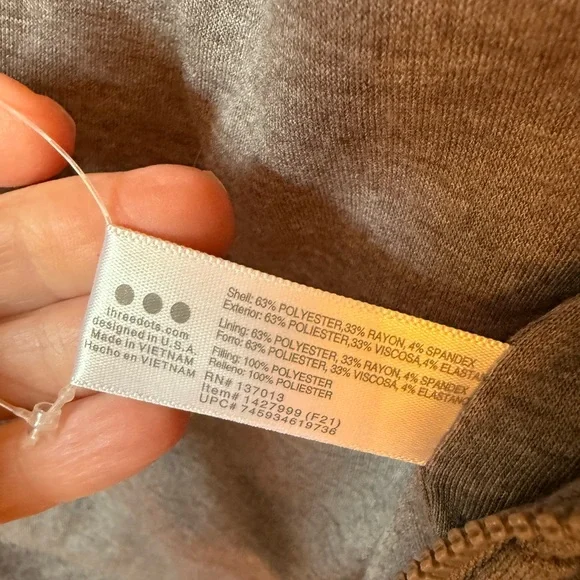 threedots.com
designed in U.S.A
Made in VIETNAM
Hecho en VIETNAM
Shell: 63% POLYESTER,33% RAYON, 4% SPANDEX
Exterior: 63% POLIESTER,33% VISCOSA,4% ELASTAN
Lining: 63% POLYESTER, 33% RAYON, 4% SPANDEX
Forro: 63% POLIESTER, 33% VISCOSA,4% ELASTAN
Filling: 100% POLYESTER
Relleno: 100% POLIESTER
RN# 137013
Item# 1427999 (F21)
UPC# 745934619736